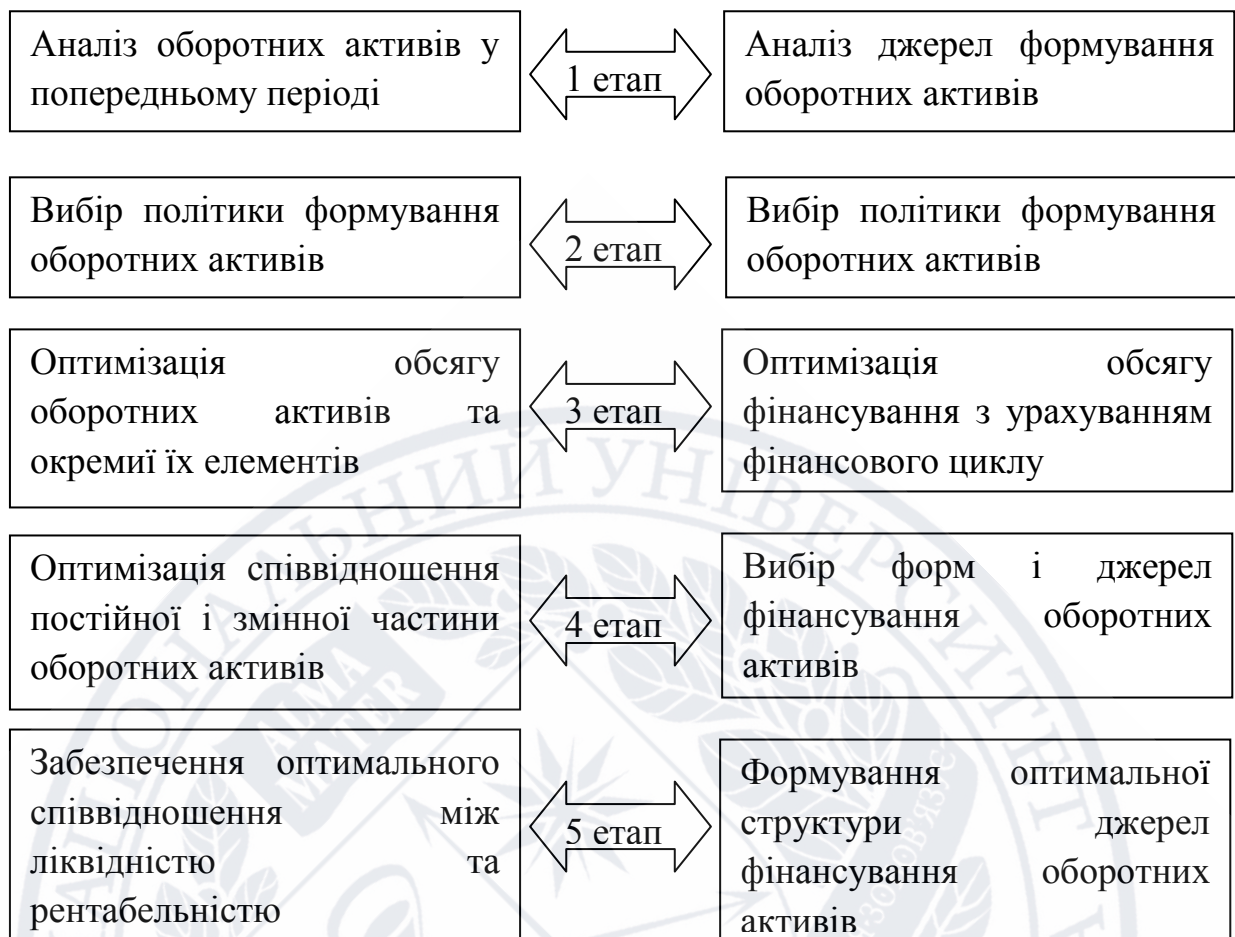 Аналіз оборотних активів у
попередньому періоді
1 етап
Аналіз джерел формування
оборотних активів
Вибір політики формування
оборотних активів
2 етап
Вибір політики формування
оборотних активів
Оптимізація обсягу
оборотних активів та
окремиї їх елементів
3 етап
Оптимізація обсягу
фінансування з урахуванням
фінансового циклу
Оптимізація співвідношення
постійної і змінної частини
оборотних активів
4 етап
Вибір форм і джерел
фінансування оборотних
активів
Забезпечення оптимального
співвідношення між
ліквідністю та
рентабельністю
5 етап
Формування оптимальної
структури джерел
фінансування оборотних
активів
ALMA
MATER